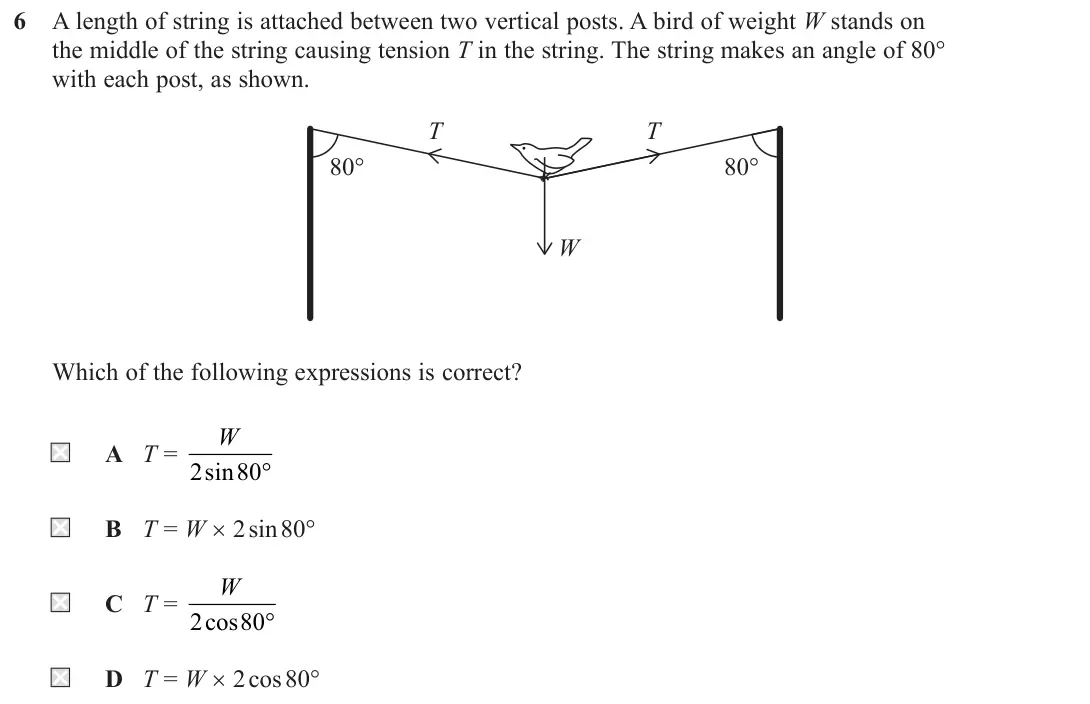 6 A length of string is attached between two vertical posts. A bird of weight W stands on
the middle of the string causing tension T in the string. The string makes an angle of 80°
with each post, as shown.
T T
80° 80°
W
Which of the following expressions is correct?
A T = W / 2 sin 80°
B T = W × 2 sin 80°
C T = W / 2 cos 80°
D T = W × 2 cos 80°